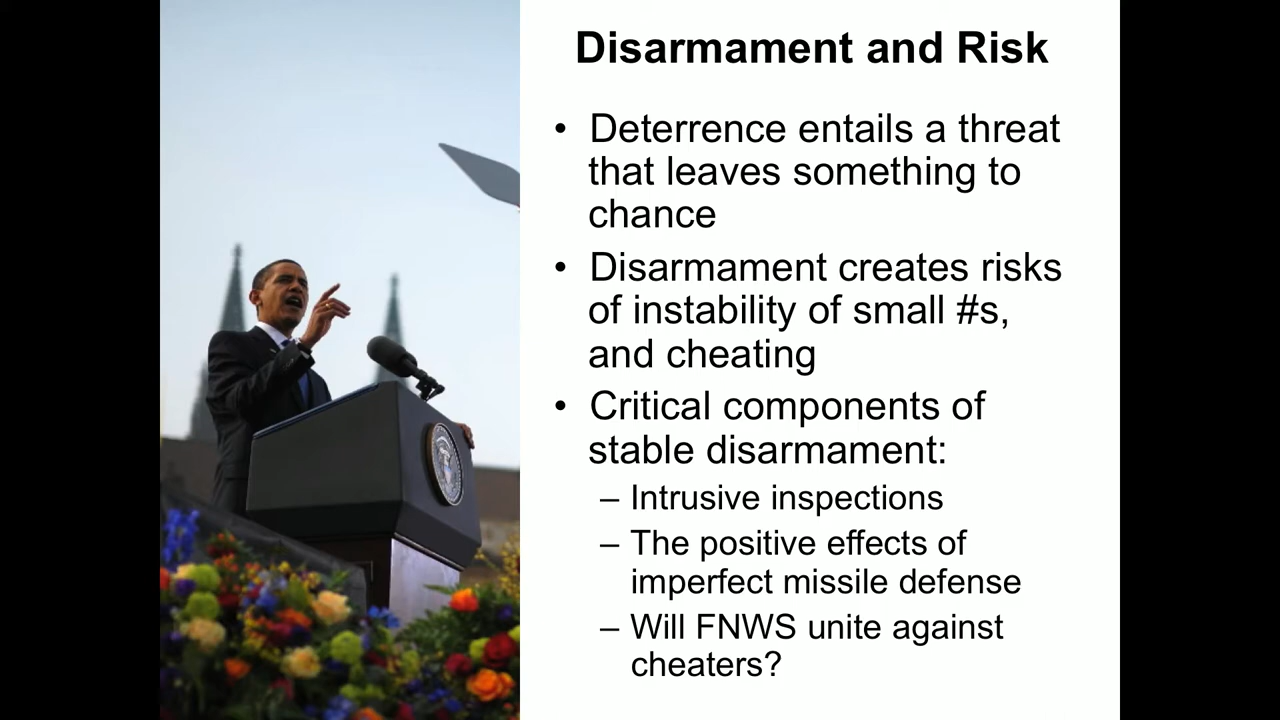 Disarmament and Risk
• Deterrence entails a threat
that leaves something to
chance
• Disarmament creates risks
of instability of small #s,
and cheating
• Critical components of
stable disarmament:
– Intrusive inspections
– The positive effects of
imperfect missile defense
– Will FNWS unite against
cheaters?